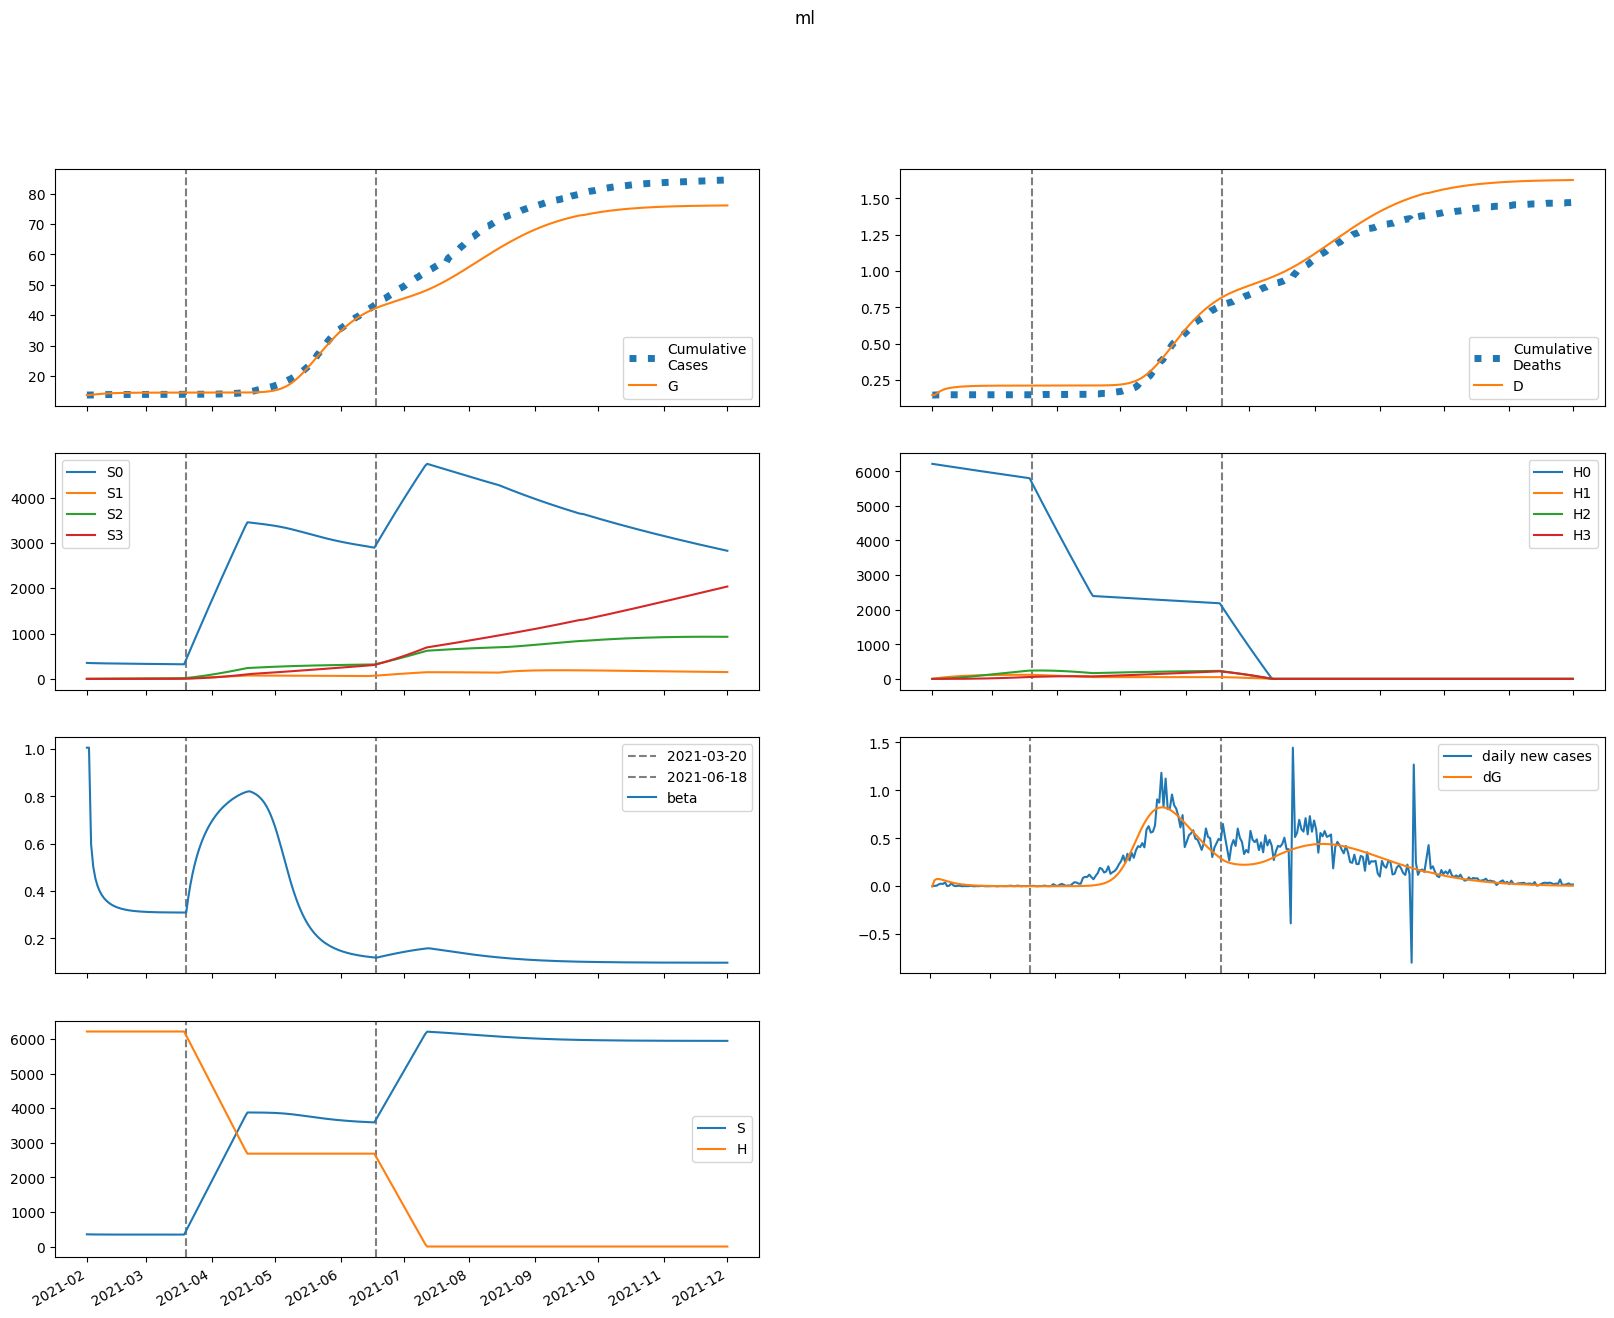 ml
80
70
60
50
40
30
20
Cumulative
Cases
G
1.50
1.25
1.00
0.75
0.50
0.25
Cumulative
Deaths
D
4000
3000
2000
1000
0
S0
S1
S2
S3
6000
5000
4000
3000
2000
1000
0
H0
H1
H2
H3
1.0
0.8
0.6
0.4
0.2
2021-03-20
2021-06-18
beta
1.5
1.0
0.5
0.0
−0.5
daily new cases
dG
6000
5000
4000
3000
2000
1000
0
S
H
2021-02
2021-03
2021-04
2021-05
2021-06
2021-07
2021-08
2021-09
2021-10
2021-11
2021-12